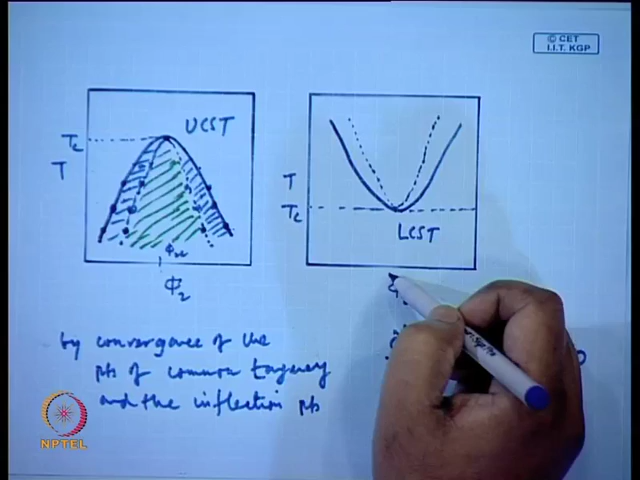 © CET
I.I.T. KGP
UCST
Tc
T
Φ2c
Φ2
T
Tc
LCST
by convergence of the
pts of common tangency
and the inflection pts
NPTEL